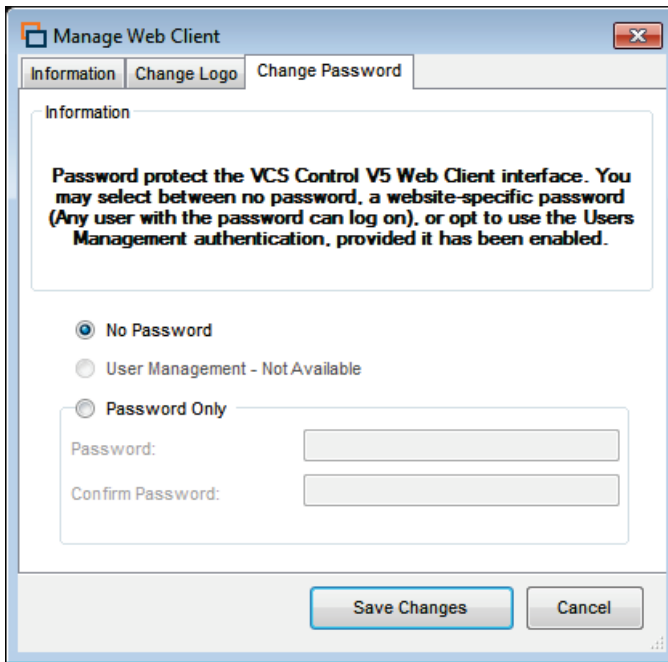 Manage Web Client
Information
Change Logo
Change Password
Information
Password protect the VCS Control V5 Web Client interface. You
may select between no password, a website-specific password
(Any user with the password can log on), or opt to use the Users
Management authentication, provided it has been enabled.
No Password
User Management - Not Available
Password Only
Password:
Confirm Password:
Save Changes
Cancel